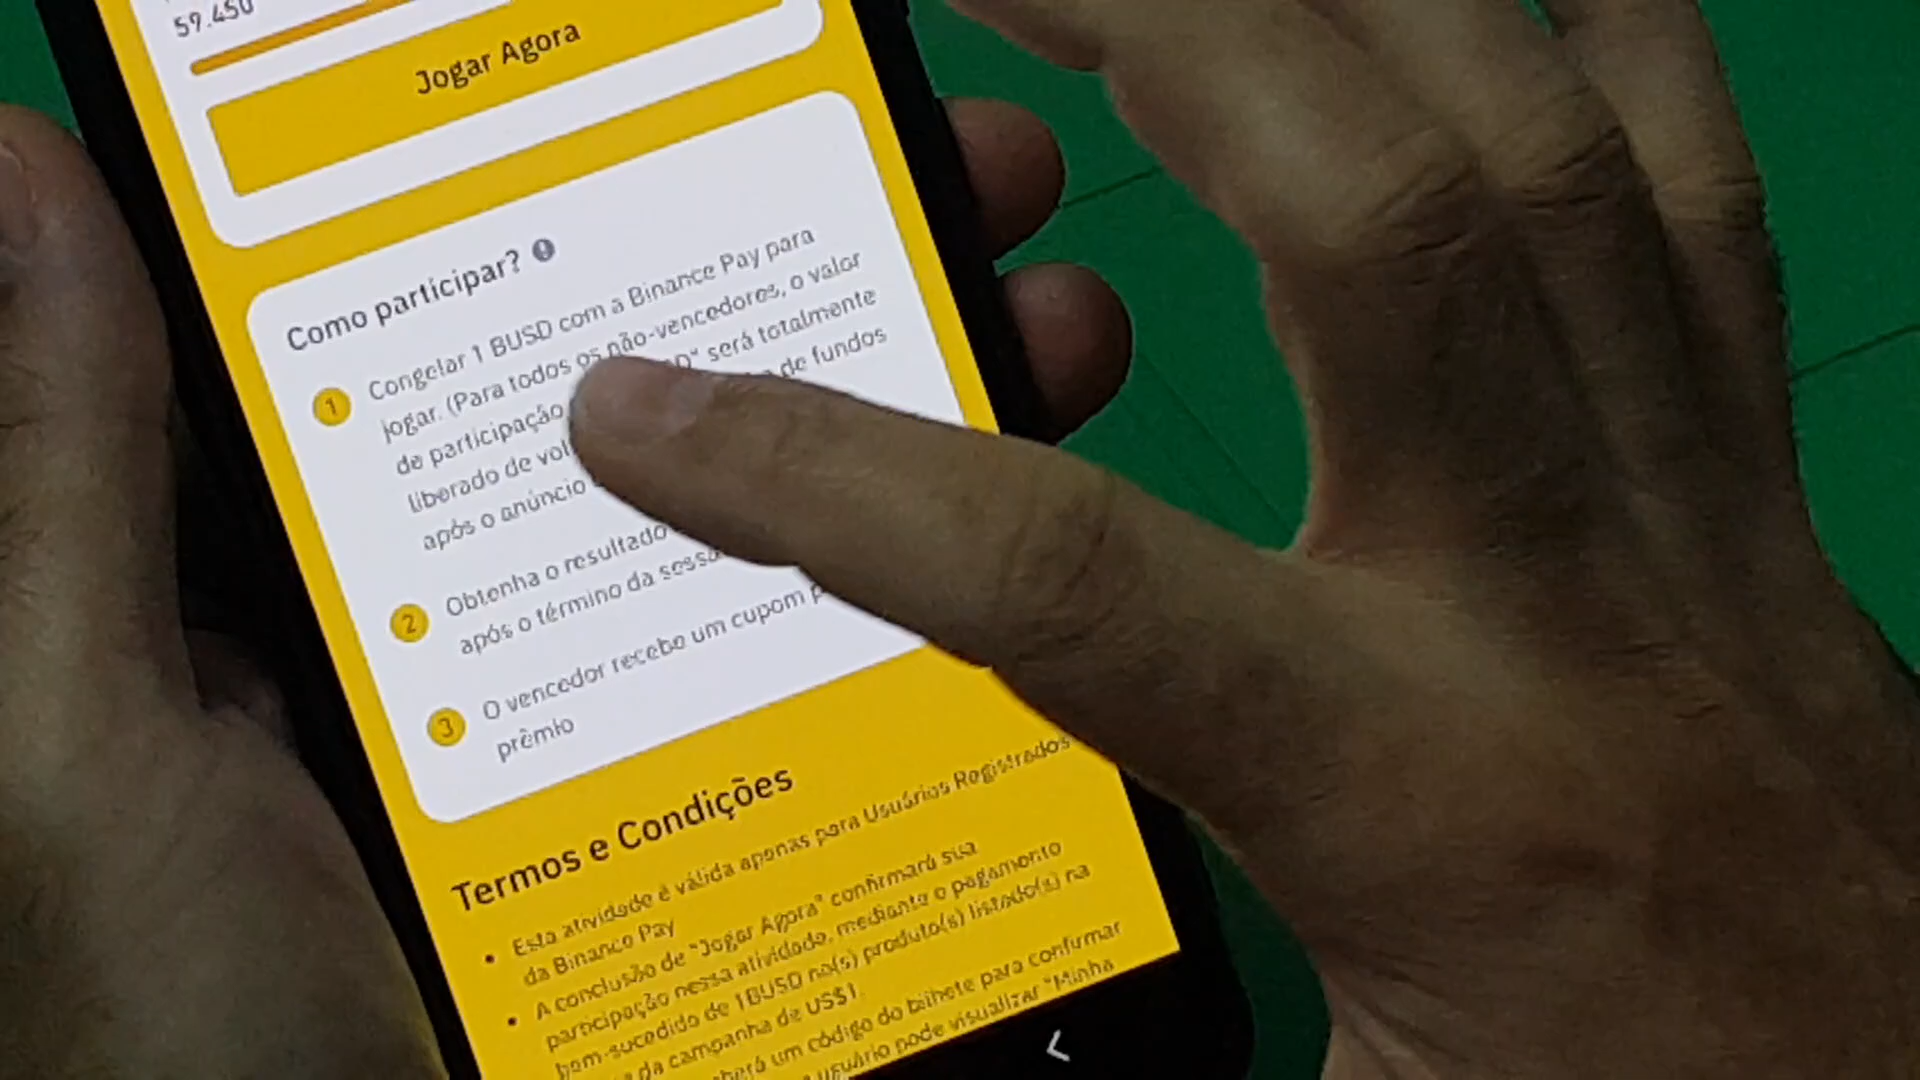 59.450
Jogar Agora
Como participar?
1 Congelar 1 BUSD com a Binance Pay para
jogar. (Para todos os não-vencedores, o valor
de participação " será totalmente
liberado de de fundos
após o anúncio
2 Obtenha o resultado
após o término da
3 O vencedor recebe um cupom
prêmio
Termos e Condições
• Esta atividade é válida apenas para Usuários Registrados
da Binance Pay
• A conclusão de "Jogar Agora" confirmará sua
participação nessa atividade, mediante o pagamento
bem-sucedido de 1BUSD no(s) produto(s) listado(s) na
da campanha de US$1.
um código do bilhete para confirmar
usuário pode visualizar "Minha